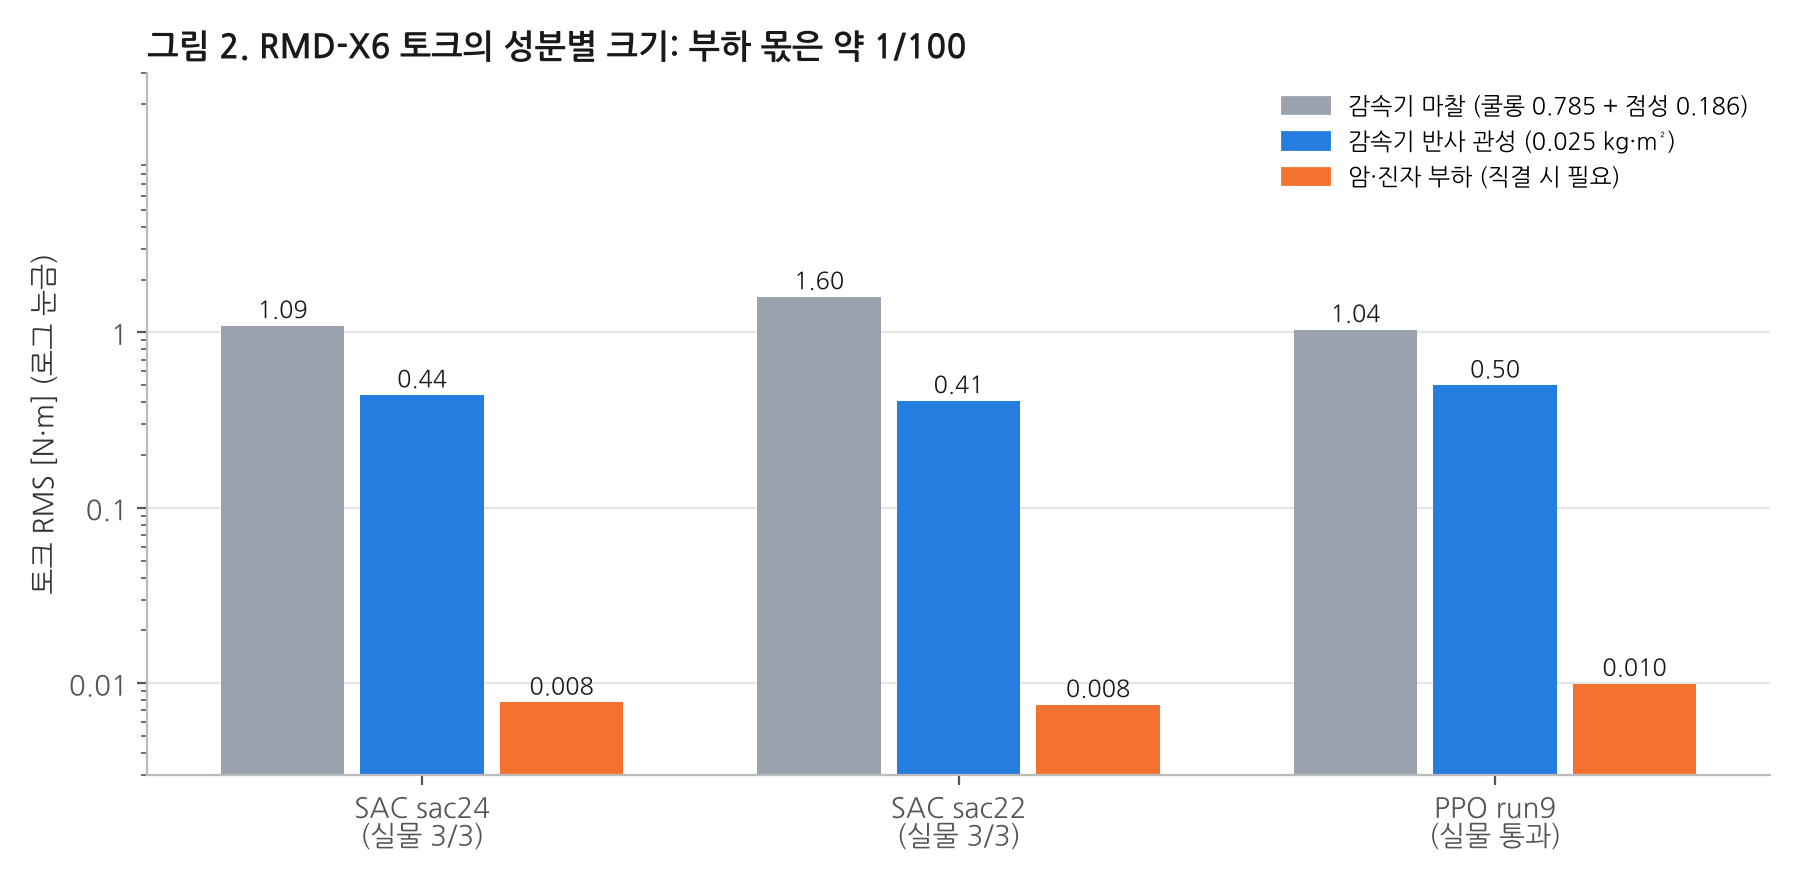 그림 2. RMD-X6 토크의 성분별 크기: 부하 몫은 약 1/100
감속기 마찰 (쿨롱 0.785 + 점성 0.186)
감속기 반사 관성 (0.025 kg·m²)
암·진자 부하 (직결 시 필요)
토크 RMS [N·m] (로그 눈금)
1
0.1
0.01
1.09
0.44
0.008
1.60
0.41
0.008
1.04
0.50
0.010
SAC sac24
(실물 3/3)
SAC sac22
(실물 3/3)
PPO run9
(실물 통과)